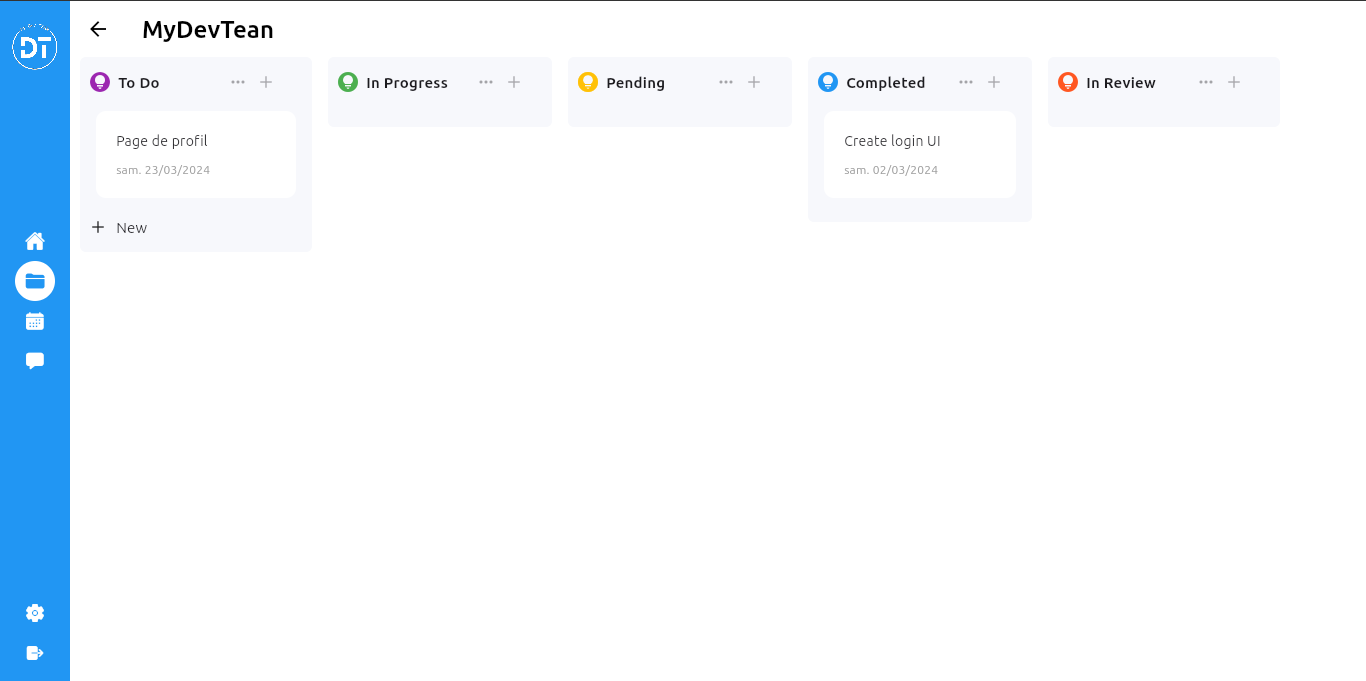 DT
MyDevTean
To Do
In Progress
Pending
Completed
In Review
Page de profil
sam. 23/03/2024
Create login UI
sam. 02/03/2024
New